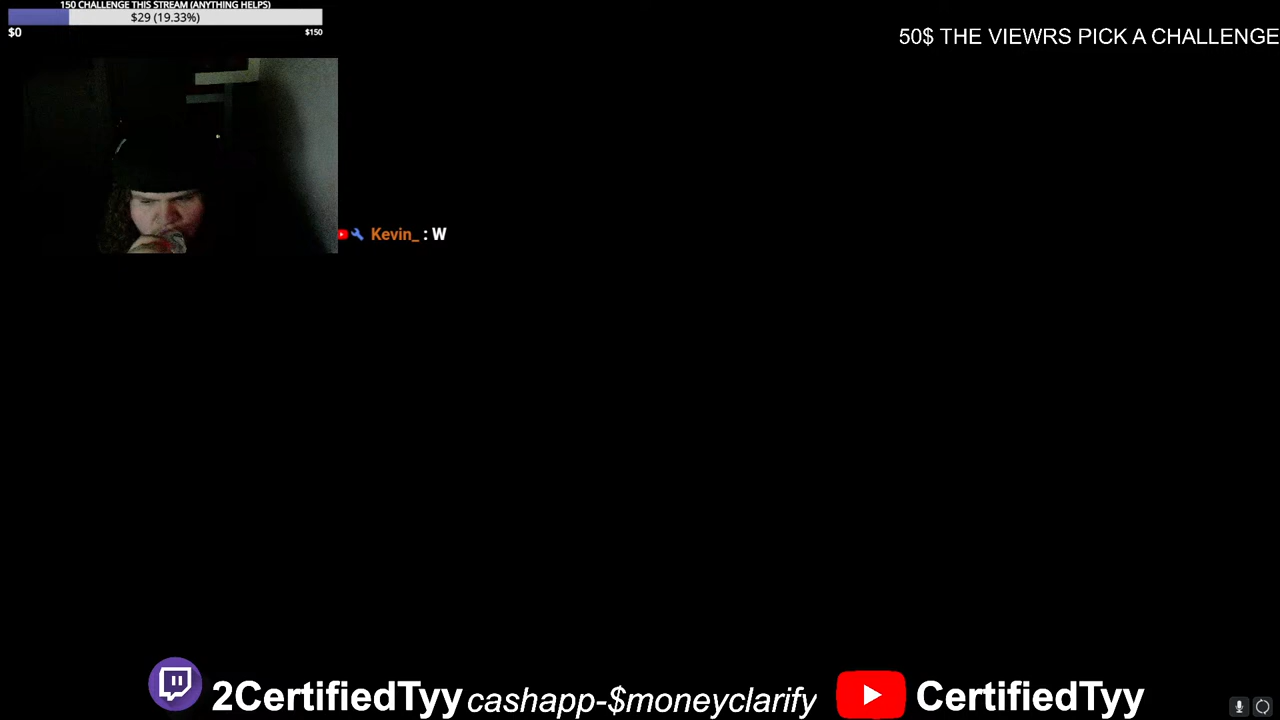 150 CHALLENGE THIS STREAM (ANYTHING HELPS)
$29 (19.33%)
$0
$150
50$ THE VIEWRS PICK A CHALLENGE
Kevin_ : W
2CertifiedTyy
cashapp-$moneyclarify
CertifiedTyy